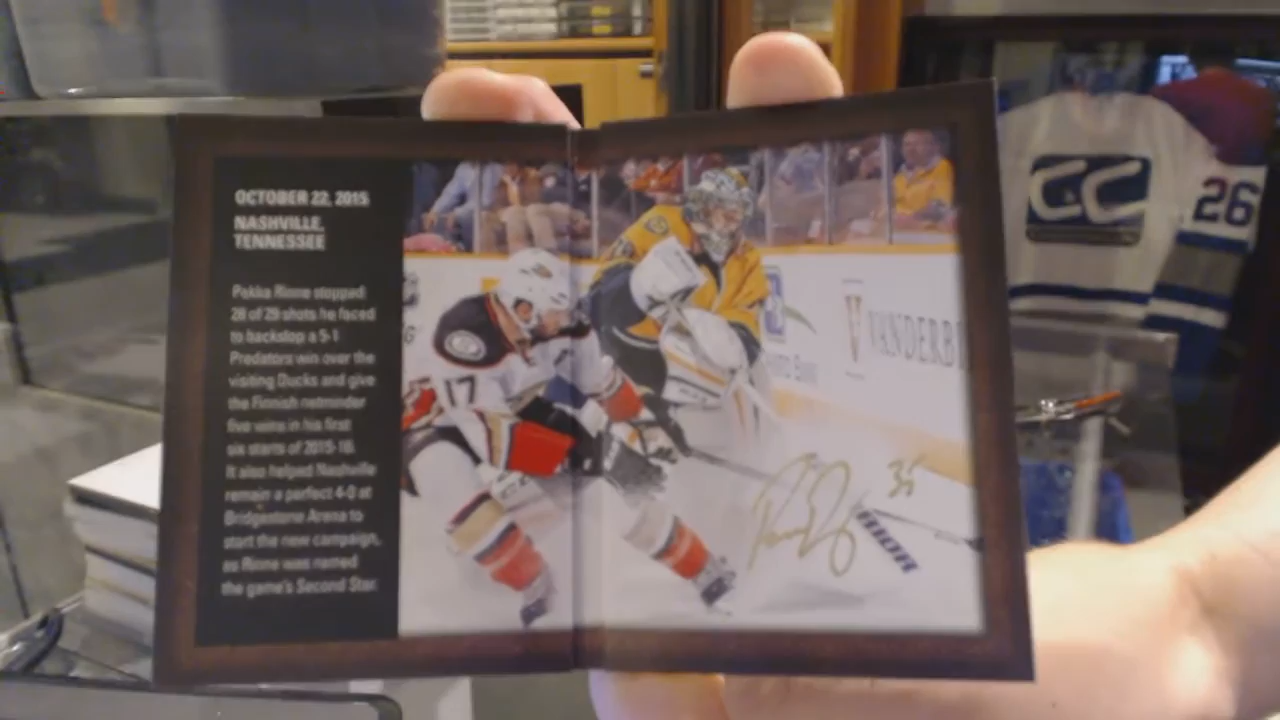 OCTOBER 22, 2015
NASHVILLE,
TENNESSEE
Pekka Rinne stopped
28 of 29 shots he faced
to backstop a 5-1
Predators win over the
visiting Ducks and give
the Finnish netminder
five wins in his first
six starts of 2015-16.
It also helped Nashville
remain a perfect 4-0 at
Bridgestone Arena to
start the new campaign,
as Rinne was named
the game's Second Star.
17
VANDERB
35
CC
26